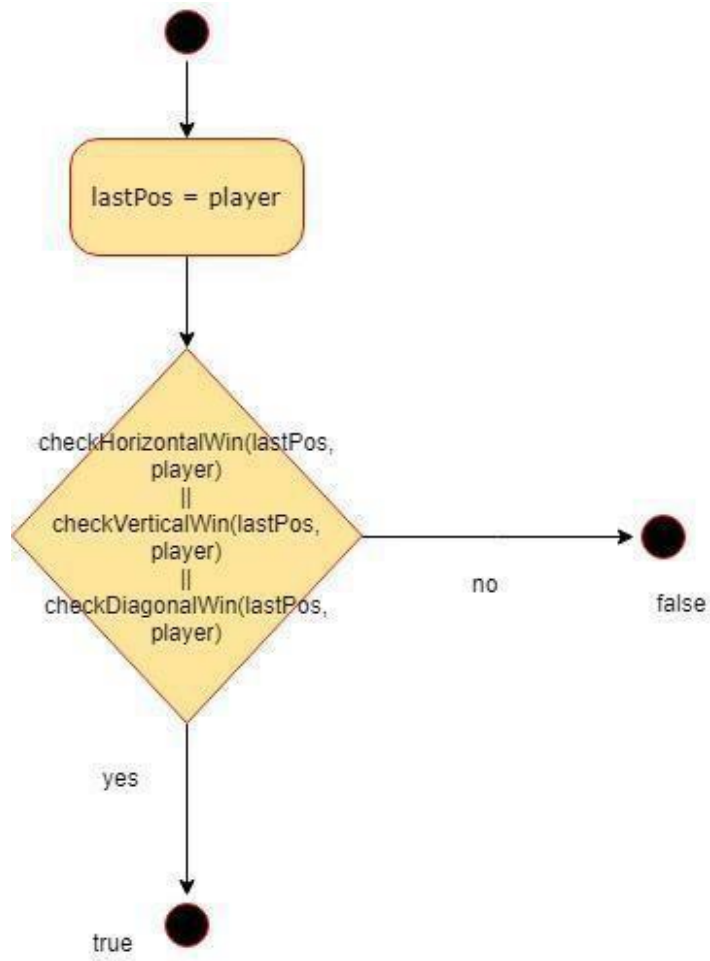 lastPos = player
checkHorizontalWin(lastPos,
player)
||
checkVerticalWin(lastPos,
player)
||
checkDiagonalWin(lastPos,
player)
no
false
yes
true